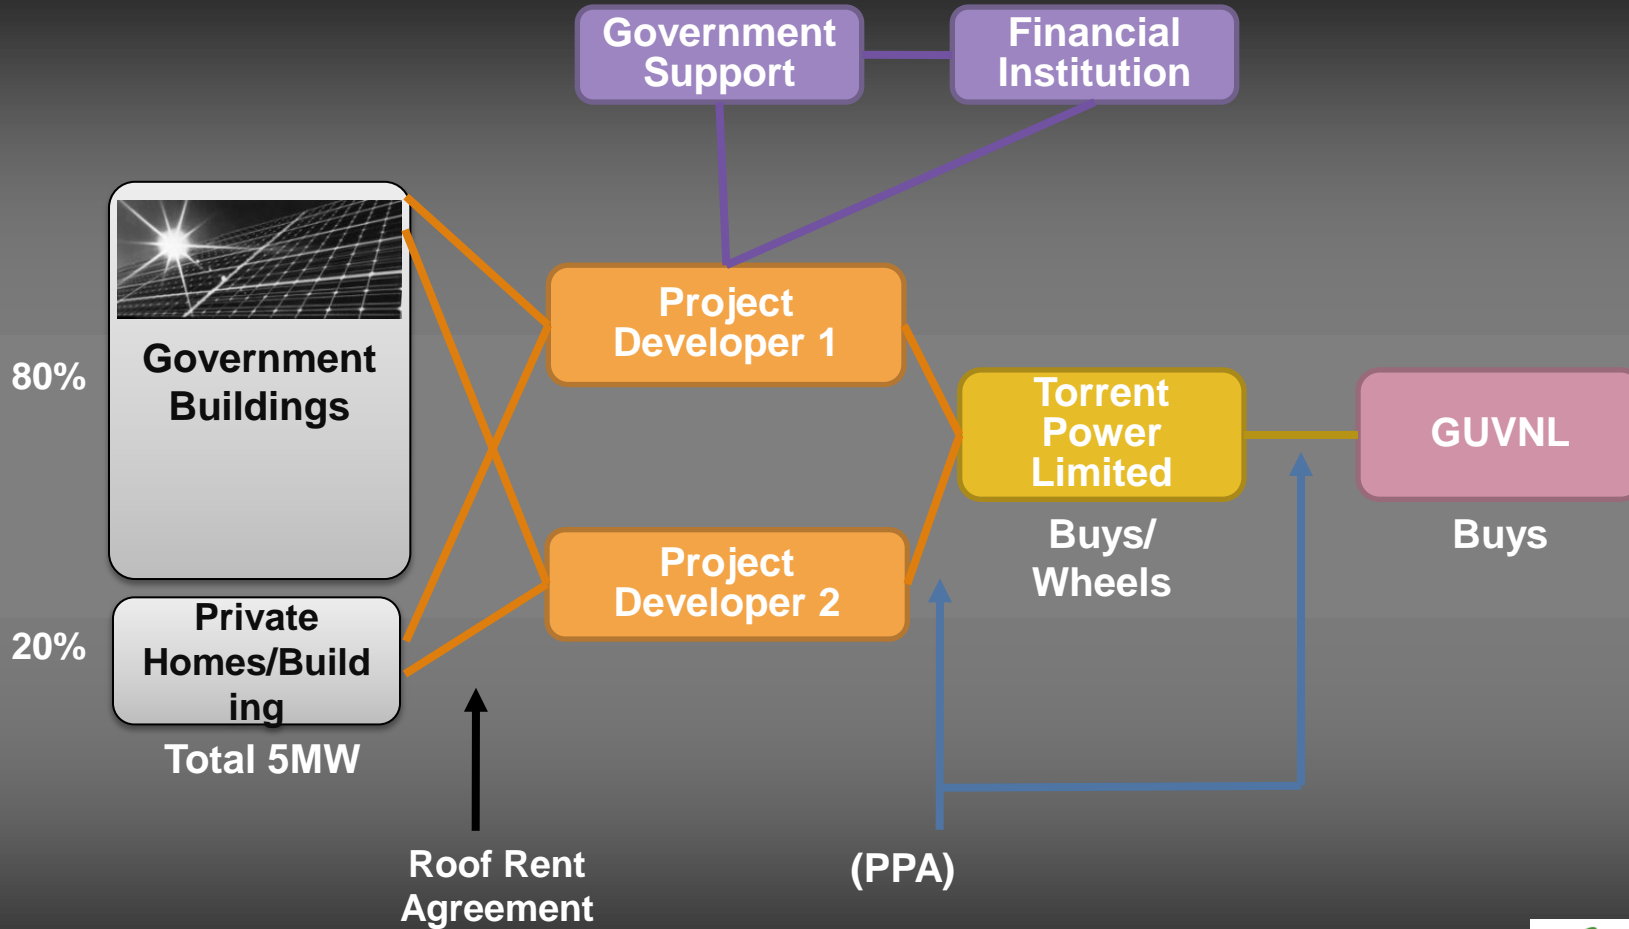 Government
Support
Financial
Institution
Government
Buildings
80%
Project
Developer 1
Torrent
Power
Limited
GUVNL
Buys/
Wheels
Buys
Project
Developer 2
Private
Homes/Build
ing
20%
Total 5MW
Roof Rent
Agreement
(PPA)